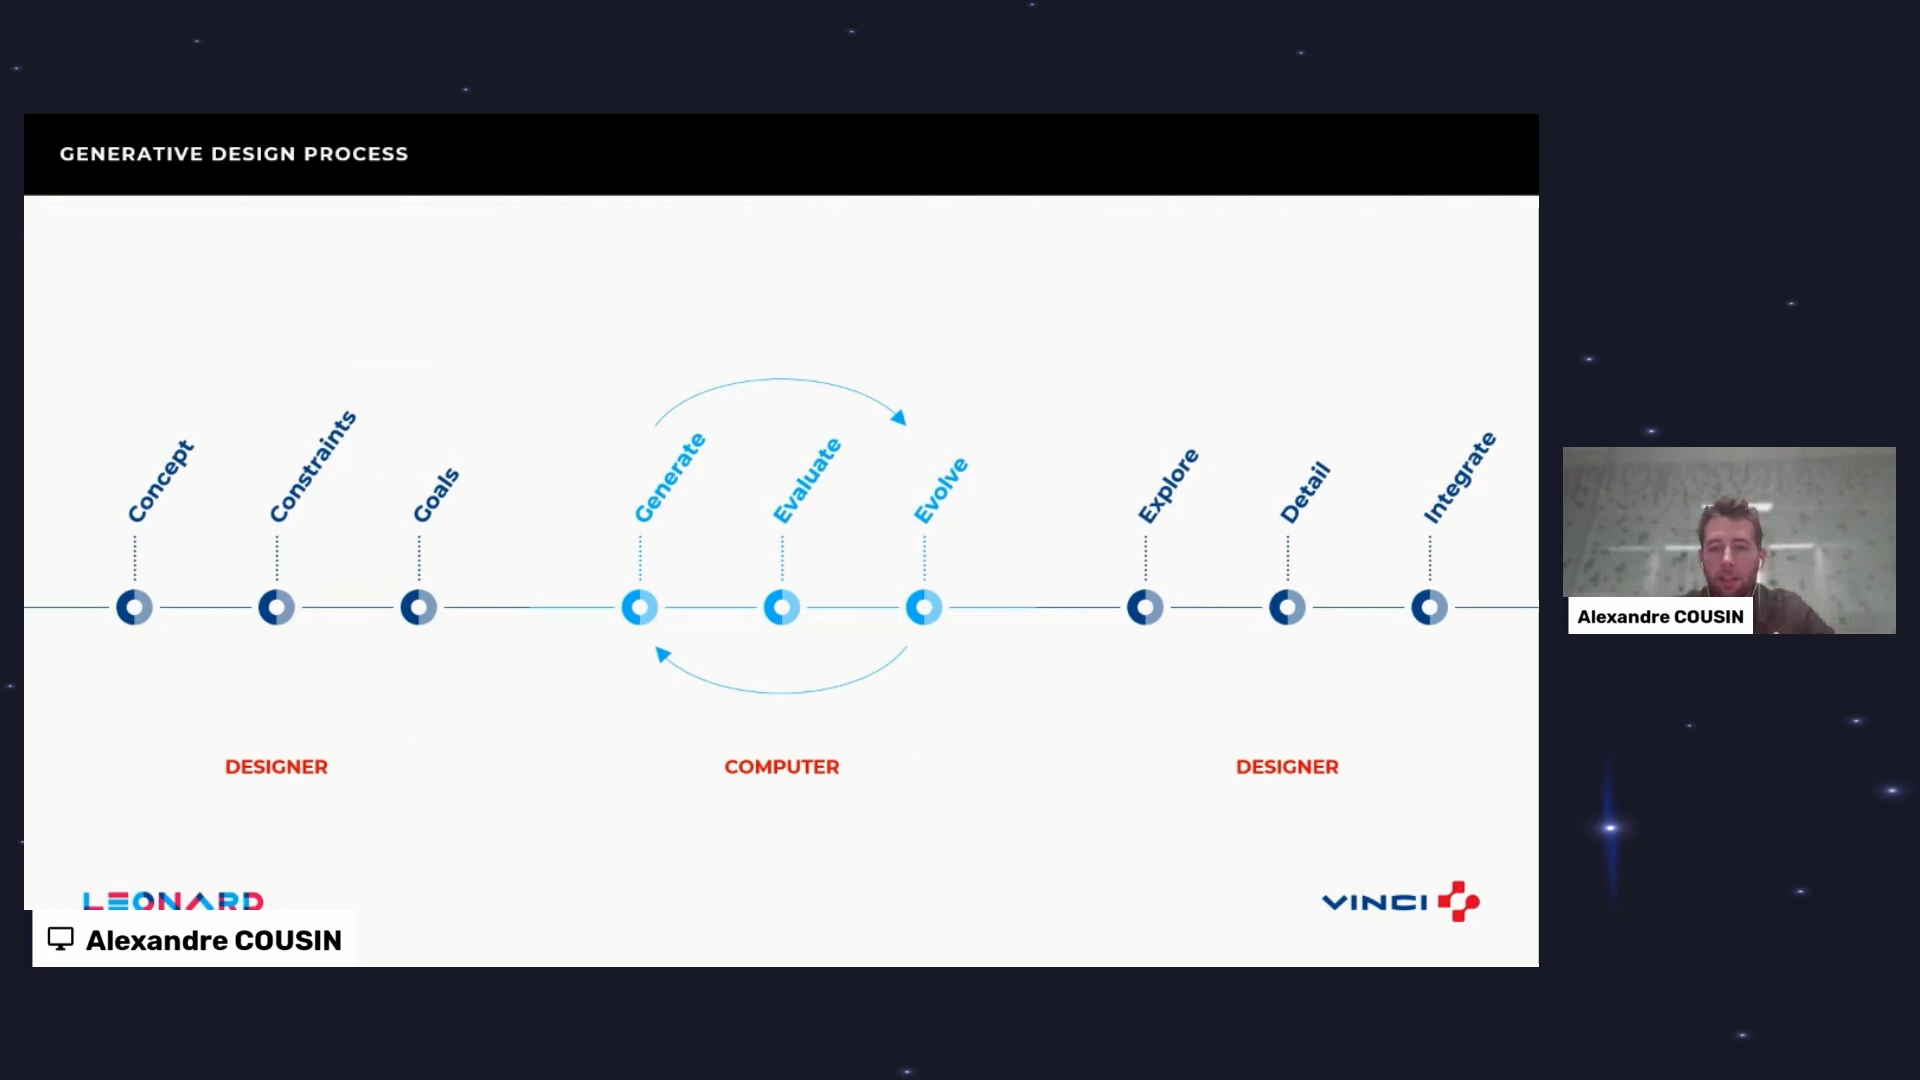 GENERATIVE DESIGN PROCESS
Concept
Constraints
Goals
Generate
Evaluate
Evolve
Explore
Detail
Integrate
DESIGNER
COMPUTER
DESIGNER
LEONARD
VINCI
Alexandre COUSIN
Alexandre COUSIN